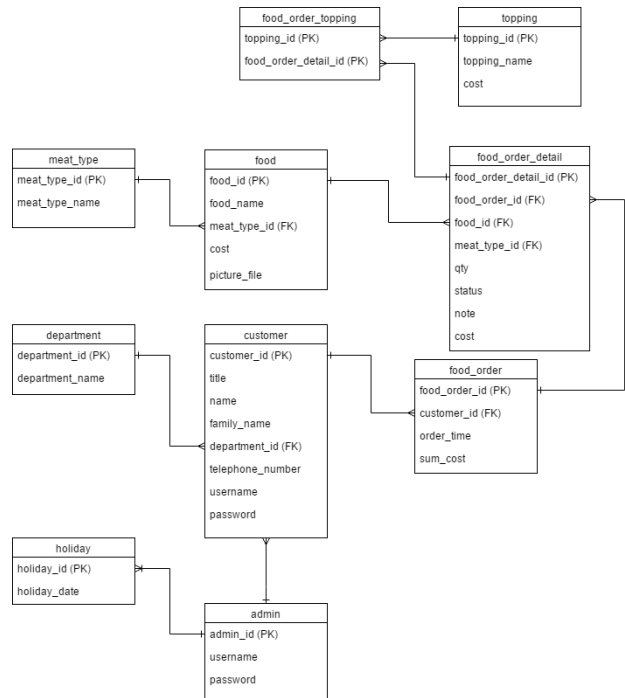 food_order_topping
topping_id (PK)
food_order_detail_id (PK)
topping
topping_id (PK)
topping_name
cost
meat_type
meat_type_id (PK)
meat_type_name
food
food_id (PK)
food_name
meat_type_id (FK)
cost
picture_file
food_order_detail
food_order_detail_id (PK)
food_order_id (FK)
food_id (FK)
meat_type_id (FK)
qty
status
note
cost
department
department_id (PK)
department_name
customer
customer_id (PK)
title
name
family_name
department_id (FK)
telephone_number
username
password
food_order
food_order_id (PK)
customer_id (FK)
order_time
sum_cost
holiday
holiday_id (PK)
holiday_date
admin
admin_id (PK)
username
password